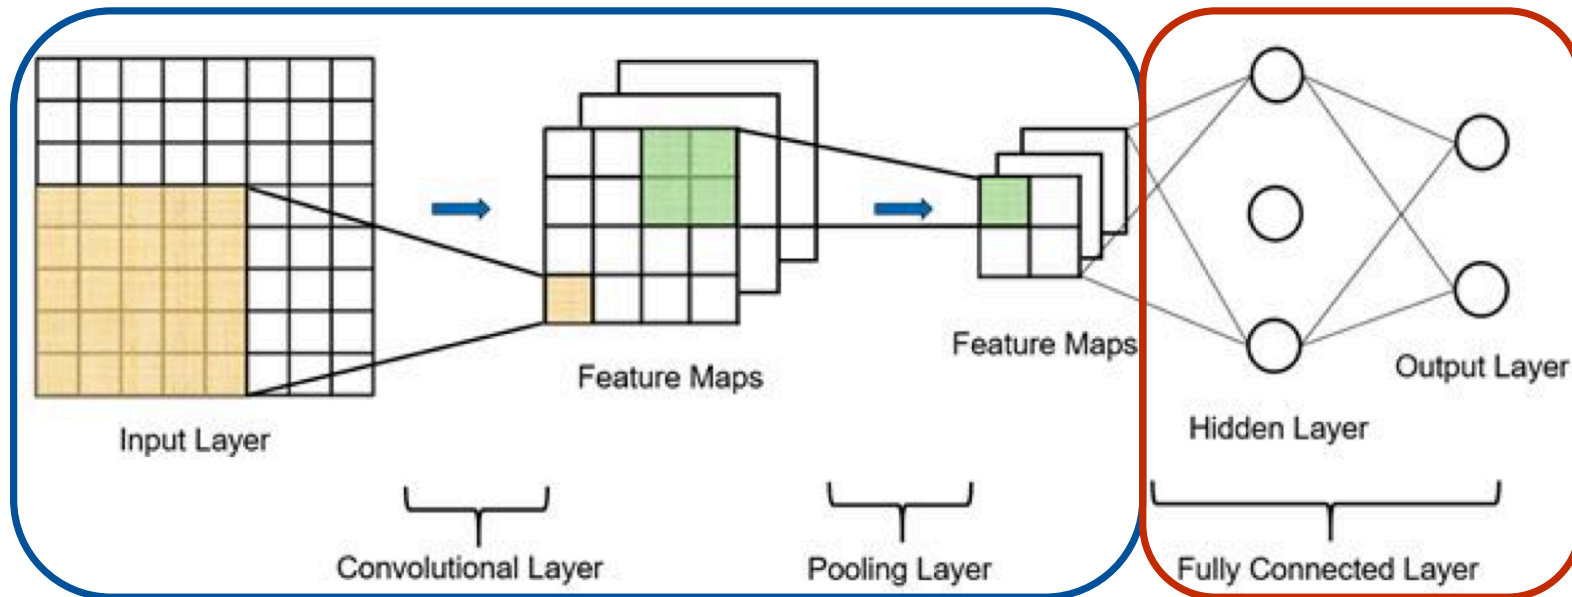 Input Layer
Feature Maps
Feature Maps
Hidden Layer
Output Layer
Convolutional Layer
Pooling Layer
Fully Connected Layer